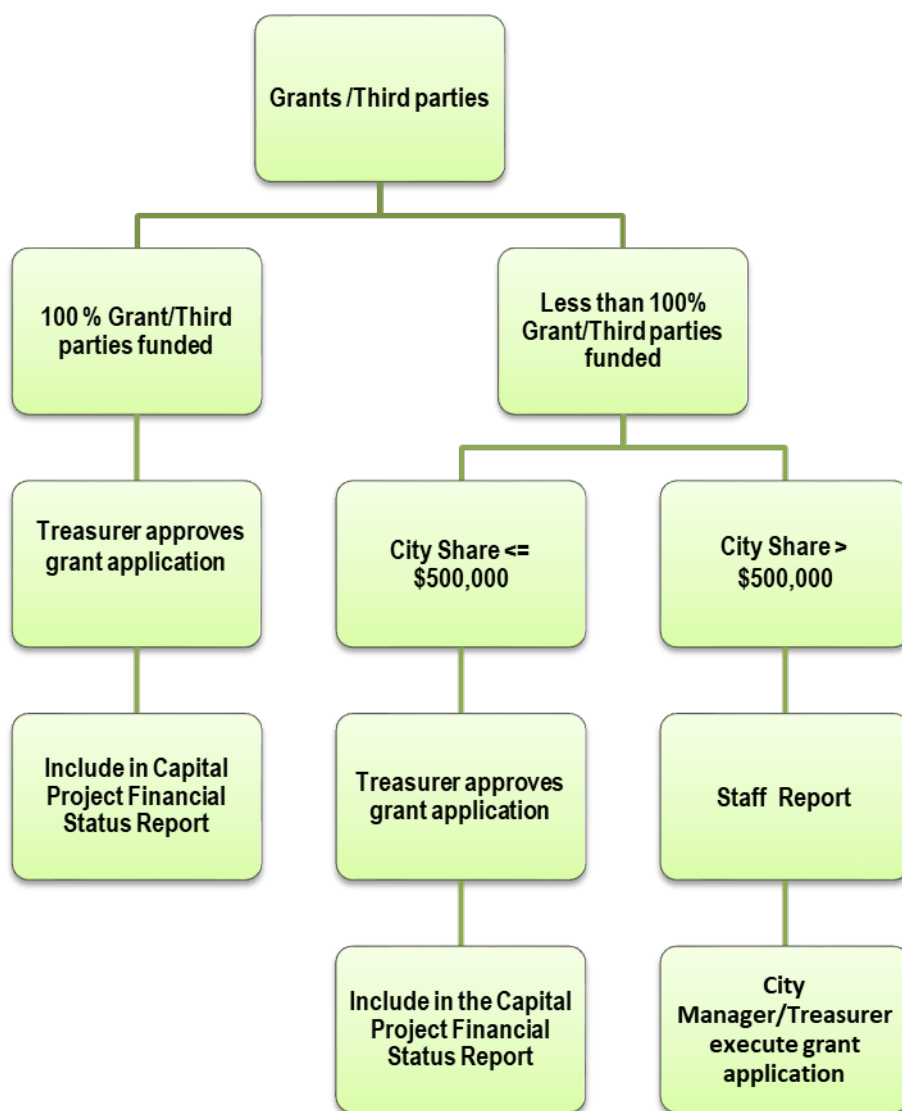 Grants /Third parties
100 % Grant/Third
parties funded
Less than 100%
Grant/Third parties
funded
Treasurer approves
grant application
City Share <=
$500,000
City Share >
$500,000
Include in Capital
Project Financial
Status Report
Treasurer approves
grant application
Staff Report
Include in the Capital
Project Financial
Status Report
City
Manager/Treasurer
execute grant
application